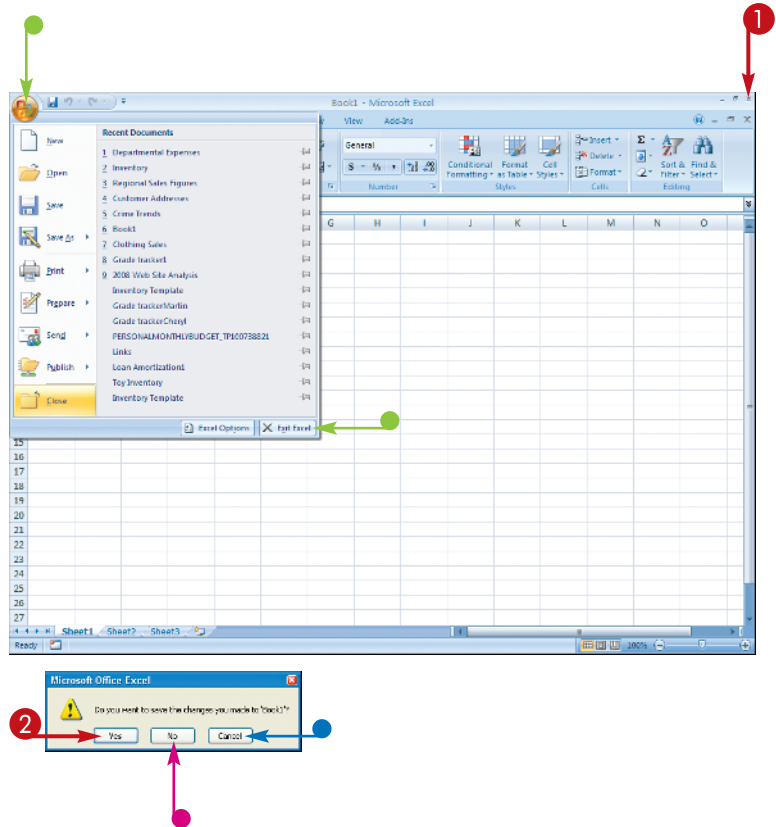 1
Book1 - Microsoft Excel
View Add-Ins
New
Open
Save
Save As
Print
Prepare
Send
Publish
Close
Recent Documents
1 Departmental Expenses
2 Inventory
3 Regional Sales Figures
4 Customer Addresses
5 Crime Trends
6 Book1
7 Clothing Sales
8 Grade tracker1
9 2008 Web Site Analysis
Inventory Template
Grade trackerMartin
Grade trackerCheryl
PERSONALMONTHLYBUDGET_TP100738821
Links
Loan Amortization1
Toy Inventory
Inventory Template
Excel Options
Exit Excel
General
$ % ,
Number
Conditional Formatting
Format as Table
Cell Styles
Styles
Insert
Delete
Format
Cells
Σ
Sort & Filter
Find & Select
Editing
G H I J K L M N O
15
16
17
18
19
20
21
22
23
24
25
26
27
Sheet1 Sheet2 Sheet3
Ready
100%
Microsoft Office Excel
Do you want to save the changes you made to 'Book1'?
2
Yes No Cancel